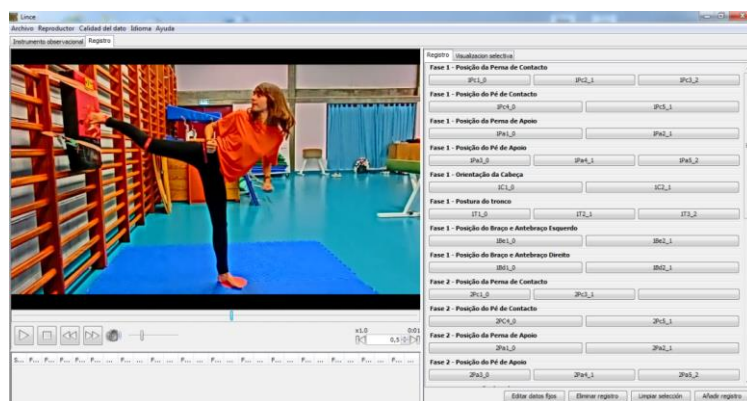 Lince
Archivo Reproductor Calidad del dato Idioma Ayuda
Instrumento observacional Registro
Registro Visualizacion selectiva
Fase 1 - Posição da Perna de Contacto
1Pc1_0 1Pc2_1 1Pc3_2
Fase 1 - Posição do Pé de Contacto
1Pc4_0 1Pc5_1
Fase 1 - Posição da Perna de Apoio
1Pa1_0 1Pa2_1
Fase 1 - Posição do Pé de Apoio
1Pa3_0 1Pa4_1 1Pa5_2
Fase 1 - Orientação da Cabeça
1C1_0 1C2_1
Fase 1 - Postura do tronco
1T1_0 1T2_1 1T3_2
Fase 1 - Posição do Braço e Antebraço Esquerdo
1Be1_0 1Be2_1
Fase 1 - Posição do Braço e Antebraço Direito
1Bd1_0 1Bd2_1
Fase 2 - Posição da Perna de Contacto
2Pc1_0 2Pc3_1
Fase 2 - Posição do Pé de Contacto
2PC4_0 2Pc5_1
Fase 2 - Posição da Perna de Apoio
2Pa1_0 2Pa2_1
Fase 2 - Posição do Pé de Apoio
2Pa3_0 2Pa4_1 2Pa5_2
x1.0 0:01
0,5
S... F... F... F... F... F... F... F... F... F... F... F... F... F... F... F... F... F... F... F... F...
Editar datos fijos Eliminar registro Limpiar selección Añadir registro